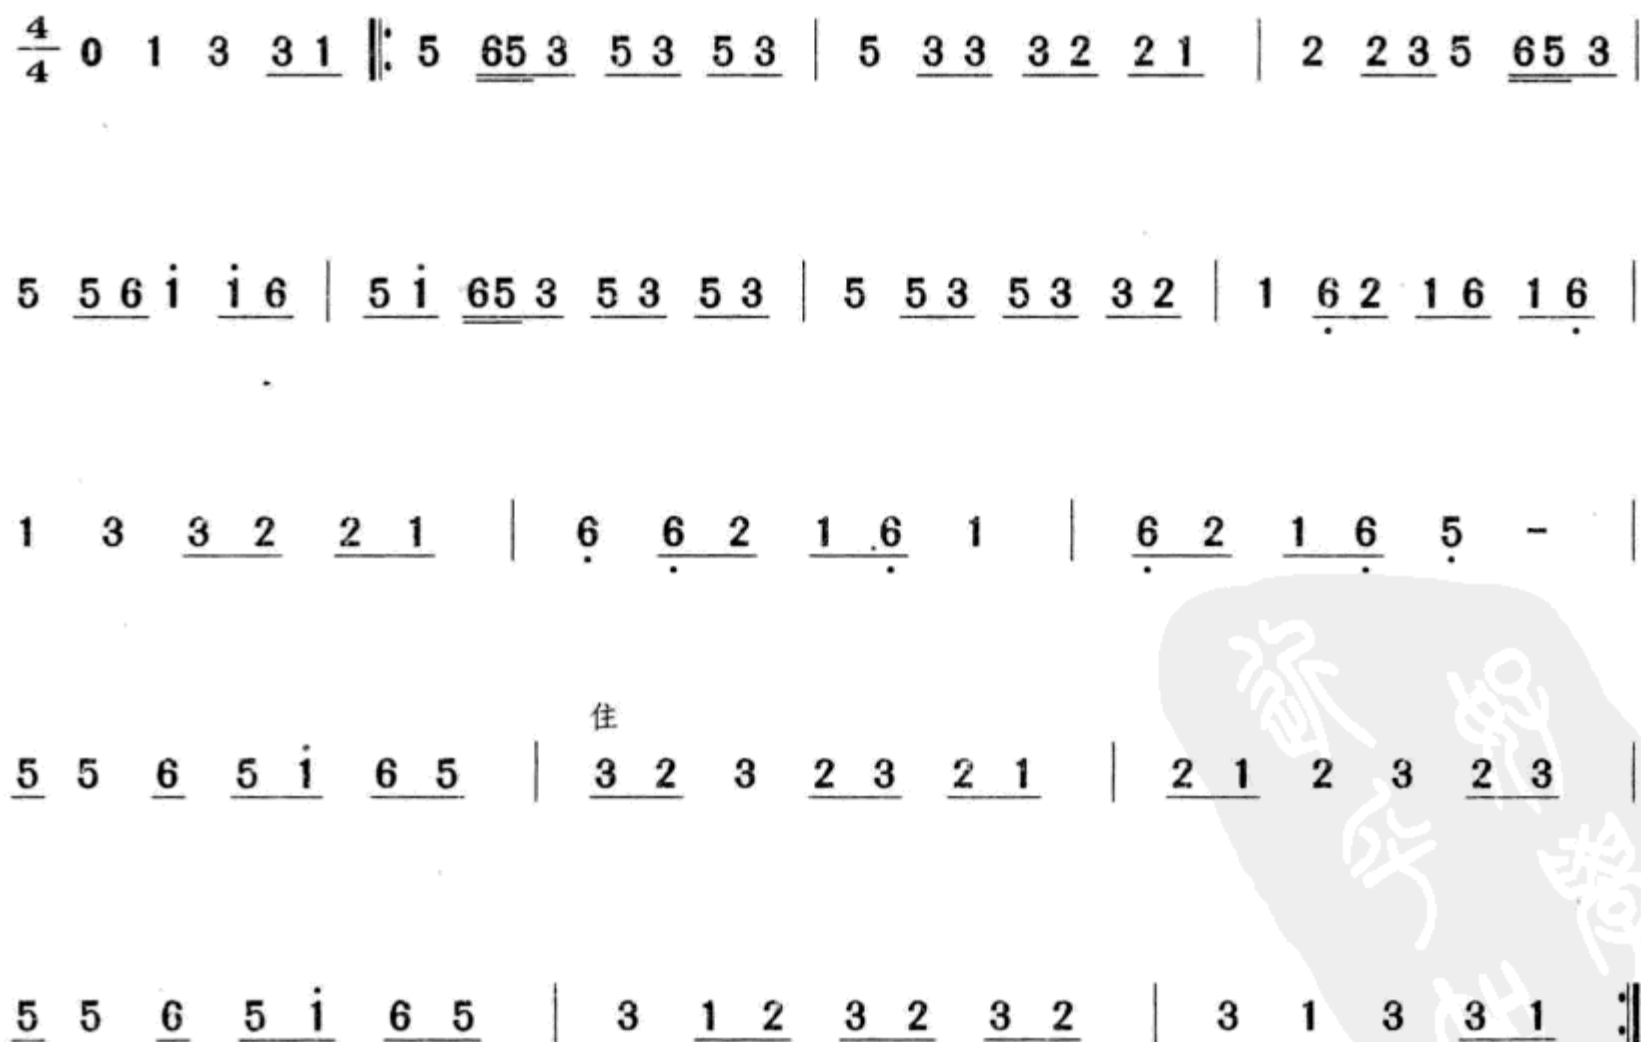 4/4 0 1 3 3 1 ‖: 5 65 3 5 3 5 3 | 5 3 3 3 2 2 1 | 2 2 3 5 65 3 |
5 5 6 i̇ i̇ 6 | 5 i̇ 65 3 5 3 5 3 | 5 5 3 5 3 3 2 | 1 6̣ 2 1 6 1 6̣ |
1 3 3 2 2 1 | 6̣ 6̣ 2 1 6̣ 1 | 6̣ 2 1 6̣ 5̣ - |
住
5 5 6 5 i̇ 6 5 | 3 2 3 2 3 2 1 | 2 1 2 3 2 3 |
5 5 6 5 i̇ 6 5 | 3 1 2 3 2 3 2 | 3 1 3 3 1 :‖